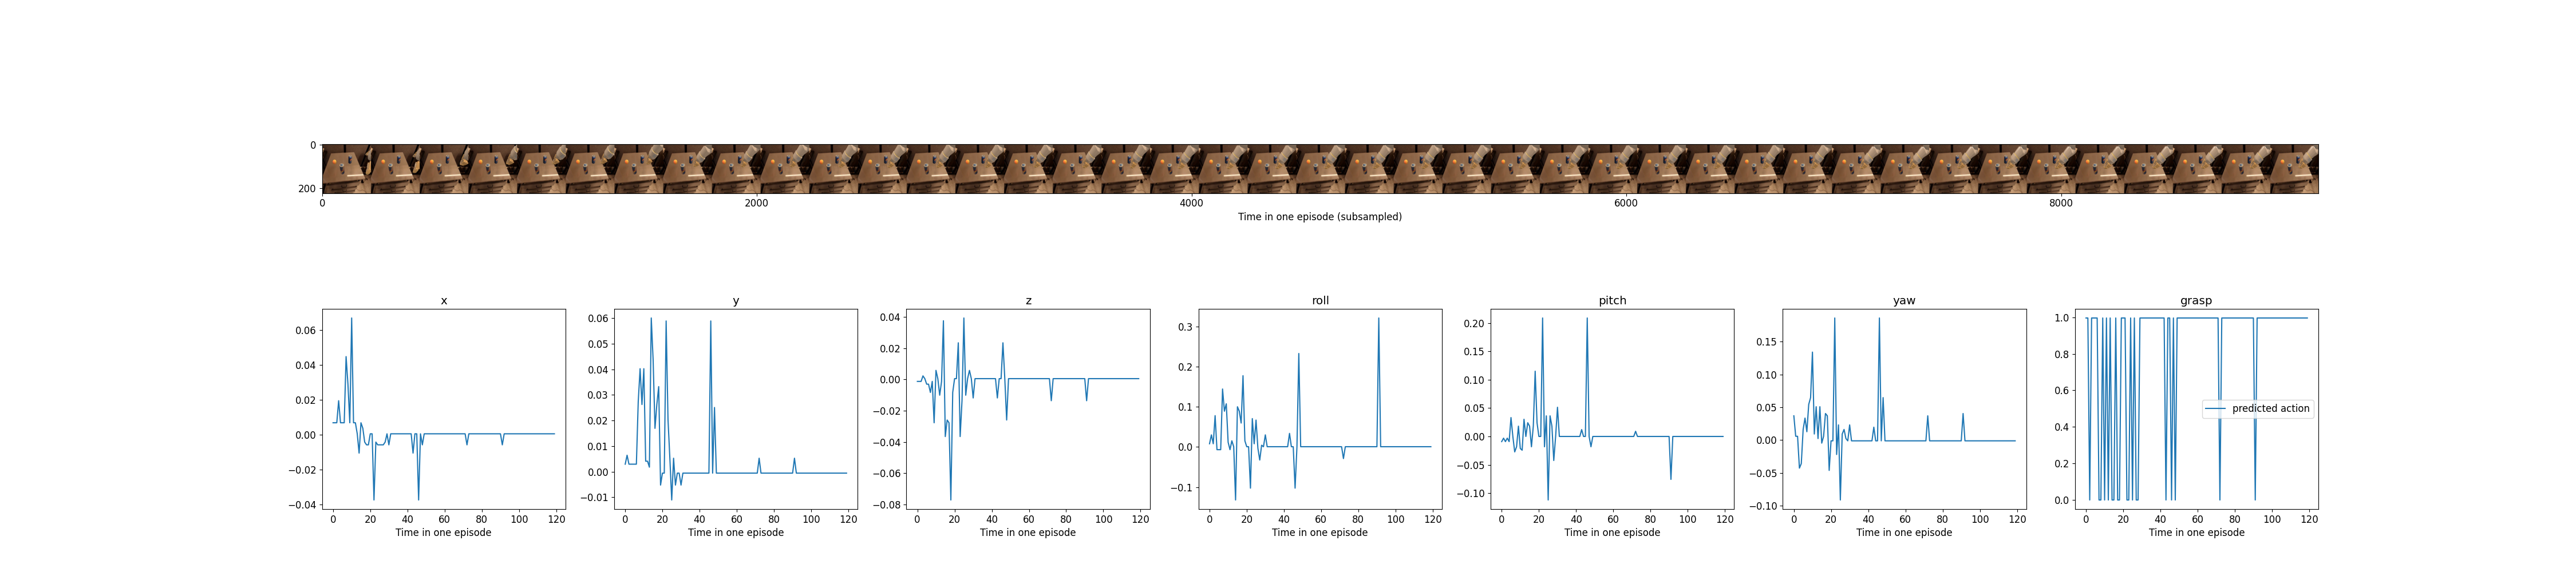 0
200
0 2000 4000 6000 8000
Time in one episode (subsampled)
x y z roll pitch yaw grasp
0.06
0.04
0.02
0.00
−0.02
−0.04
0 20 40 60 80 100 120
Time in one episode
0.06
0.05
0.04
0.03
0.02
0.01
0.00
−0.01
0 20 40 60 80 100 120
Time in one episode
0.04
0.02
0.00
−0.02
−0.04
−0.06
−0.08
0 20 40 60 80 100 120
Time in one episode
0.3
0.2
0.1
0.0
−0.1
0 20 40 60 80 100 120
Time in one episode
0.20
0.15
0.10
0.05
0.00
−0.05
−0.10
0 20 40 60 80 100 120
Time in one episode
0.15
0.10
0.05
0.00
−0.05
−0.10
0 20 40 60 80 100 120
Time in one episode
1.0
0.8
0.6
0.4
0.2
0.0
predicted action
0 20 40 60 80 100 120
Time in one episode